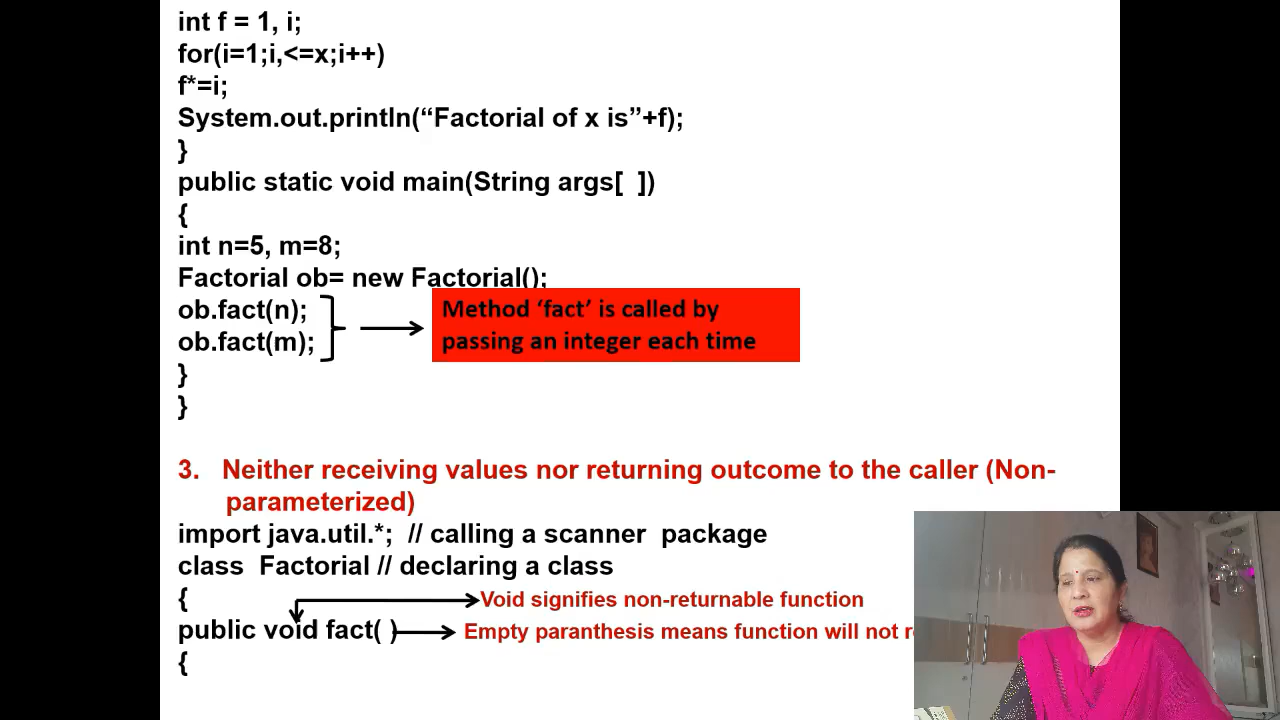 int f = 1, i;
for(i=1;i,<=x;i++)
f*=i;
System.out.println(“Factorial of x is”+f);
}
public static void main(String args[  ])
{
int n=5, m=8;
Factorial ob= new Factorial();
ob.fact(n);
ob.fact(m);
Method ‘fact’ is called by
passing an integer each time
}
}
3. Neither receiving values nor returning outcome to the caller (Non-
parameterized)
import java.util.*; // calling a scanner package
class Factorial // declaring a class
{
Void signifies non-returnable function
public void fact( )
Empty paranthesis means function will not
{